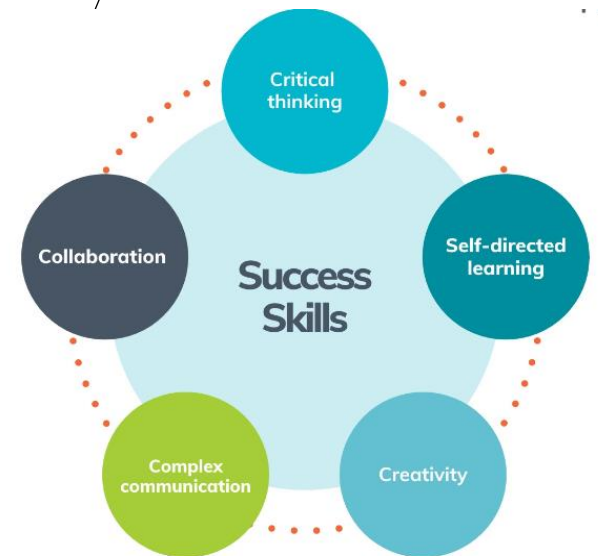 Critical
thinking
Self-directed
learning
Collaboration
Success
Skills
Complex
communication
Creativity